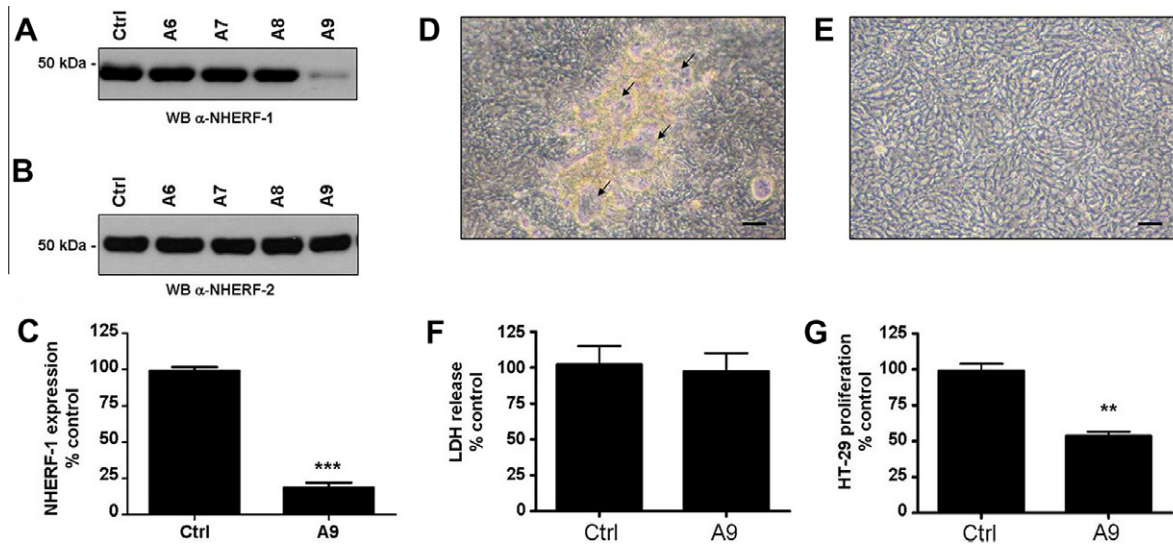 A
Ctrl A6 A7 A8 A9
50 kDa -
WB α-NHERF-1
B
Ctrl A6 A7 A8 A9
50 kDa -
WB α-NHERF-2
C
NHERF-1 expression
% control
125
100
75
50
25
0
***
Ctrl A9
D
E
F
LDH release
% control
125
100
75
50
25
0
Ctrl A9
G
HT-29 proliferation
% control
125
100
75
50
25
0
**
Ctrl A9